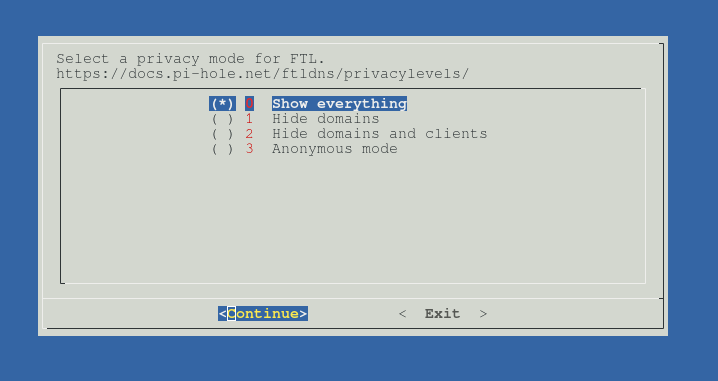 Select a privacy mode for FTL.
https://docs.pi-hole.net/ftldns/privacylevels/
(*) 0 Show everything
( ) 1 Hide domains
( ) 2 Hide domains and clients
( ) 3 Anonymous mode
<Continue> < Exit >